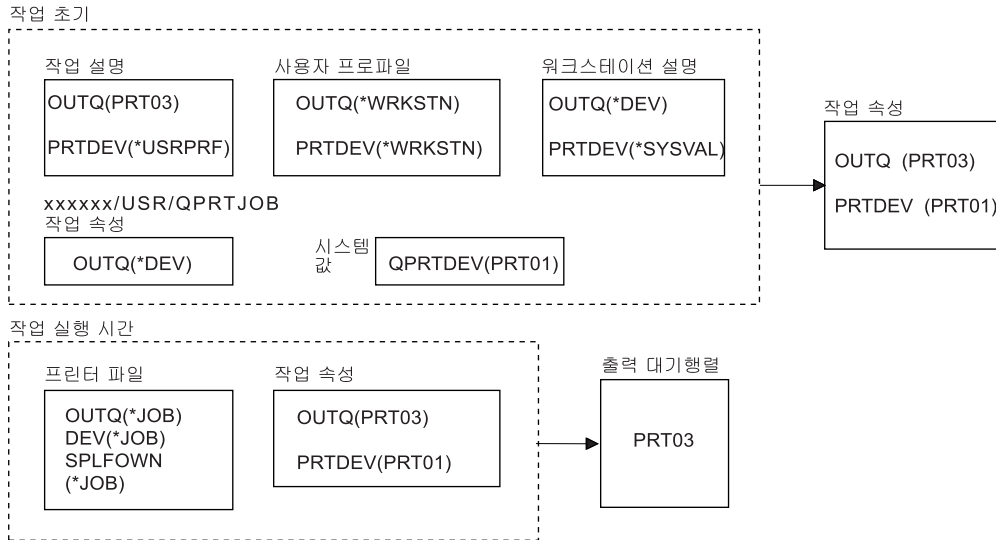 작업 초기
작업 설명
OUTQ(PRT03)
PRTDEV(*USRPRF)
사용자 프로파일
OUTQ(*WRKSTN)
PRTDEV(*WRKSTN)
워크스테이션 설명
OUTQ(*DEV)
PRTDEV(*SYSVAL)
작업 속성
OUTQ (PRT03)
PRTDEV (PRT01)
xxxxxx/USR/QPRTJOB
작업 속성
OUTQ(*DEV)
시스템
값
QPRTDEV(PRT01)
작업 실행 시간
프린터 파일
OUTQ(*JOB)
DEV(*JOB)
SPLFOWN
(*JOB)
작업 속성
OUTQ(PRT03)
PRTDEV(PRT01)
출력 대기행렬
PRT03